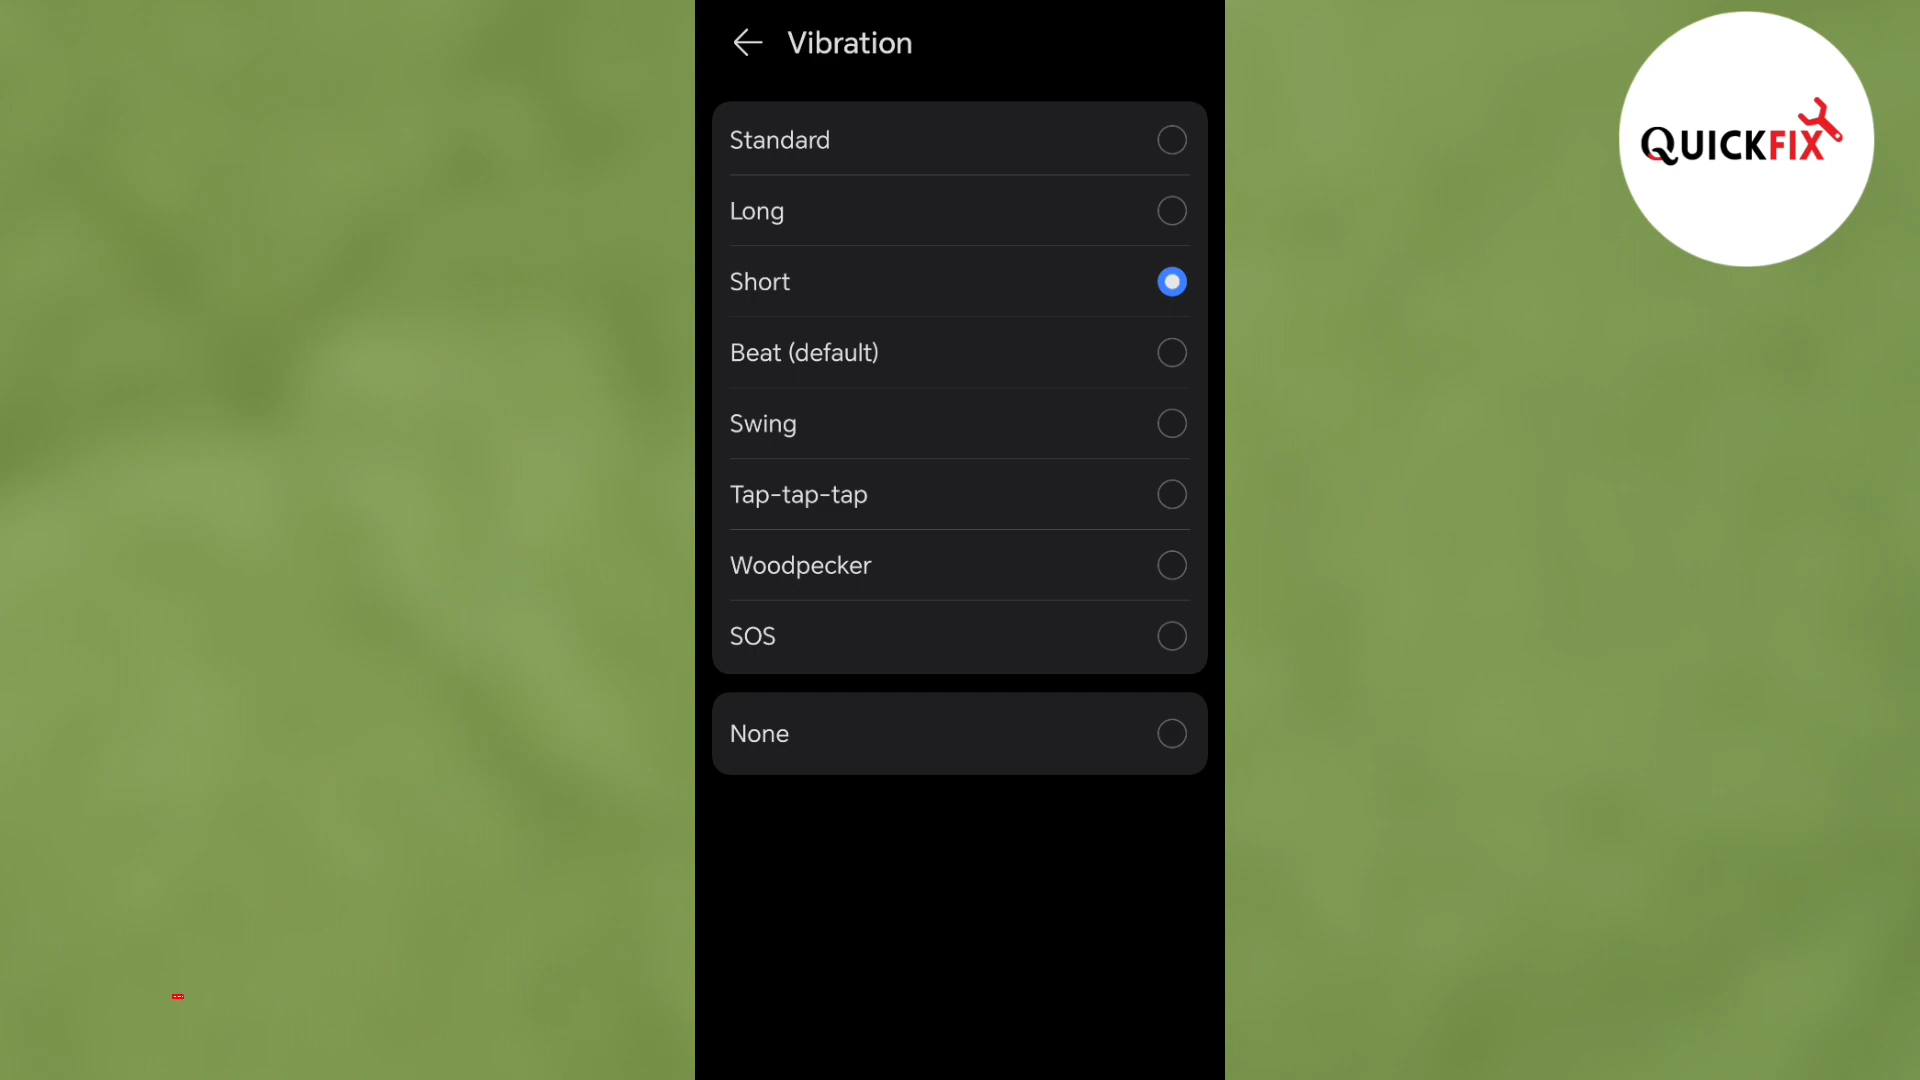 Vibration
QUICKFIX
Standard
Long
Short
Beat (default)
Swing
Tap-tap-tap
Woodpecker
SOS
None